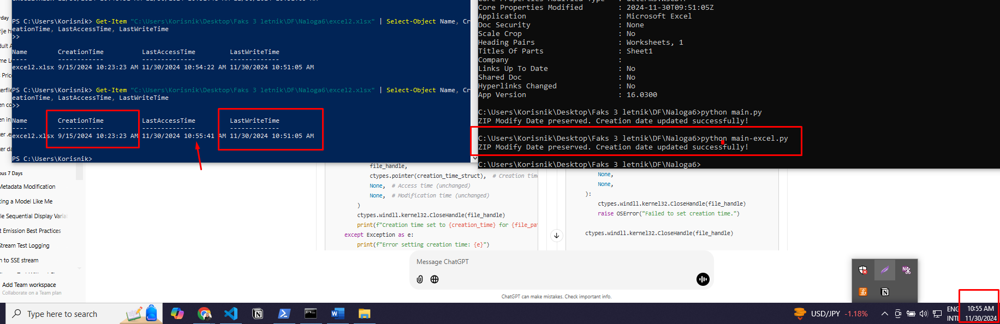 PS C:\Users\Korisnik> Get-Item "C:\Users\Korisnik\Desktop\Faks 3 letnik\DF\Naloga6\excel2.xlsx" | Select-Object Name, Cr
eationTime, LastAccessTime, LastWriteTime
>>
Name CreationTime LastAccessTime LastWriteTime
---- ------------ -------------- -------------
excel2.xlsx 9/15/2024 10:23:23 AM 11/30/2024 10:54:22 AM 11/30/2024 10:51:05 AM
PS C:\Users\Korisnik> Get-Item "C:\Users\Korisnik\Desktop\Faks 3 letnik\DF\Naloga6\excel2.xlsx" | Select-Object Name, Cr
eationTime, LastAccessTime, LastWriteTime
>>
Name CreationTime LastAccessTime LastWriteTime
---- ------------ -------------- -------------
excel2.xlsx 9/15/2024 10:23:23 AM 11/30/2024 10:55:41 AM 11/30/2024 10:51:05 AM
PS C:\Users\Korisnik>
Core Properties Modified : 2024-11-30T09:51:05Z
Application : Microsoft Excel
Doc Security : None
Scale Crop : No
Heading Pairs : Worksheets, 1
Titles Of Parts : Sheet1
Company :
Links Up To Date : No
Shared Doc : No
Hyperlinks Changed : No
App Version : 16.0300
C:\Users\Korisnik\Desktop\Faks 3 letnik\DF\Naloga6>python main.py
ZIP Modify Date preserved. Creation date updated successfully!
C:\Users\Korisnik\Desktop\Faks 3 letnik\DF\Naloga6>python main-excel.py
ZIP Modify Date preserved. Creation date updated successfully!
C:\Users\Korisnik\Desktop\Faks 3 letnik\DF\Naloga6>
ous 7 Days
Metadata Modification
ting a Model Like Me
le Sequential Display Varia
t Emission Best Practices
Stream Test Logging
n to SSE stream
Add Team workspace
Collaborate on a Team plan
file_handle,
ctypes.pointer(creation_time_struct), # Creation tim
None, # Access time (unchanged)
None, # Modification time (unchanged)
)
ctypes.windll.kernel32.CloseHandle(file_handle)
print(f"Creation time set to {creation_time} for {file_pat
except Exception as e:
print(f"Error setting creation time: {e}")
None,
None,
):
ctypes.windll.kernel32.CloseHandle(file_handle)
raise OSError("Failed to set creation time.")
ctypes.windll.kernel32.CloseHandle(file_handle)
Message ChatGPT
ChatGPT can make mistakes. Check important info.
Type here to search
USD/JPY -1.18%
ENG
INTL
10:55 AM
11/30/2024